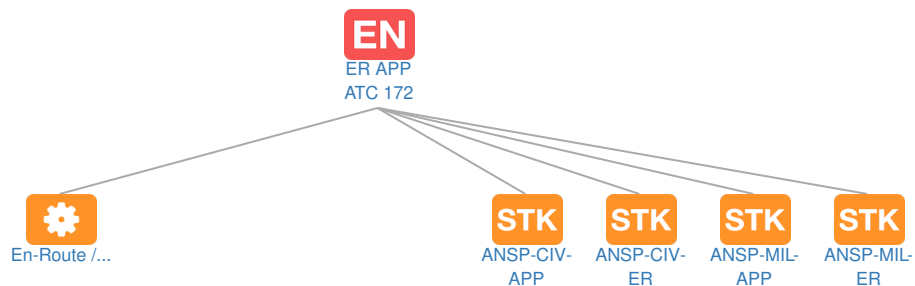 EN
ER APP
ATC 172
En-Route /...
STK
ANSP-CIV-
APP
STK
ANSP-CIV-
ER
STK
ANSP-MIL-
APP
STK
ANSP-MIL-
ER